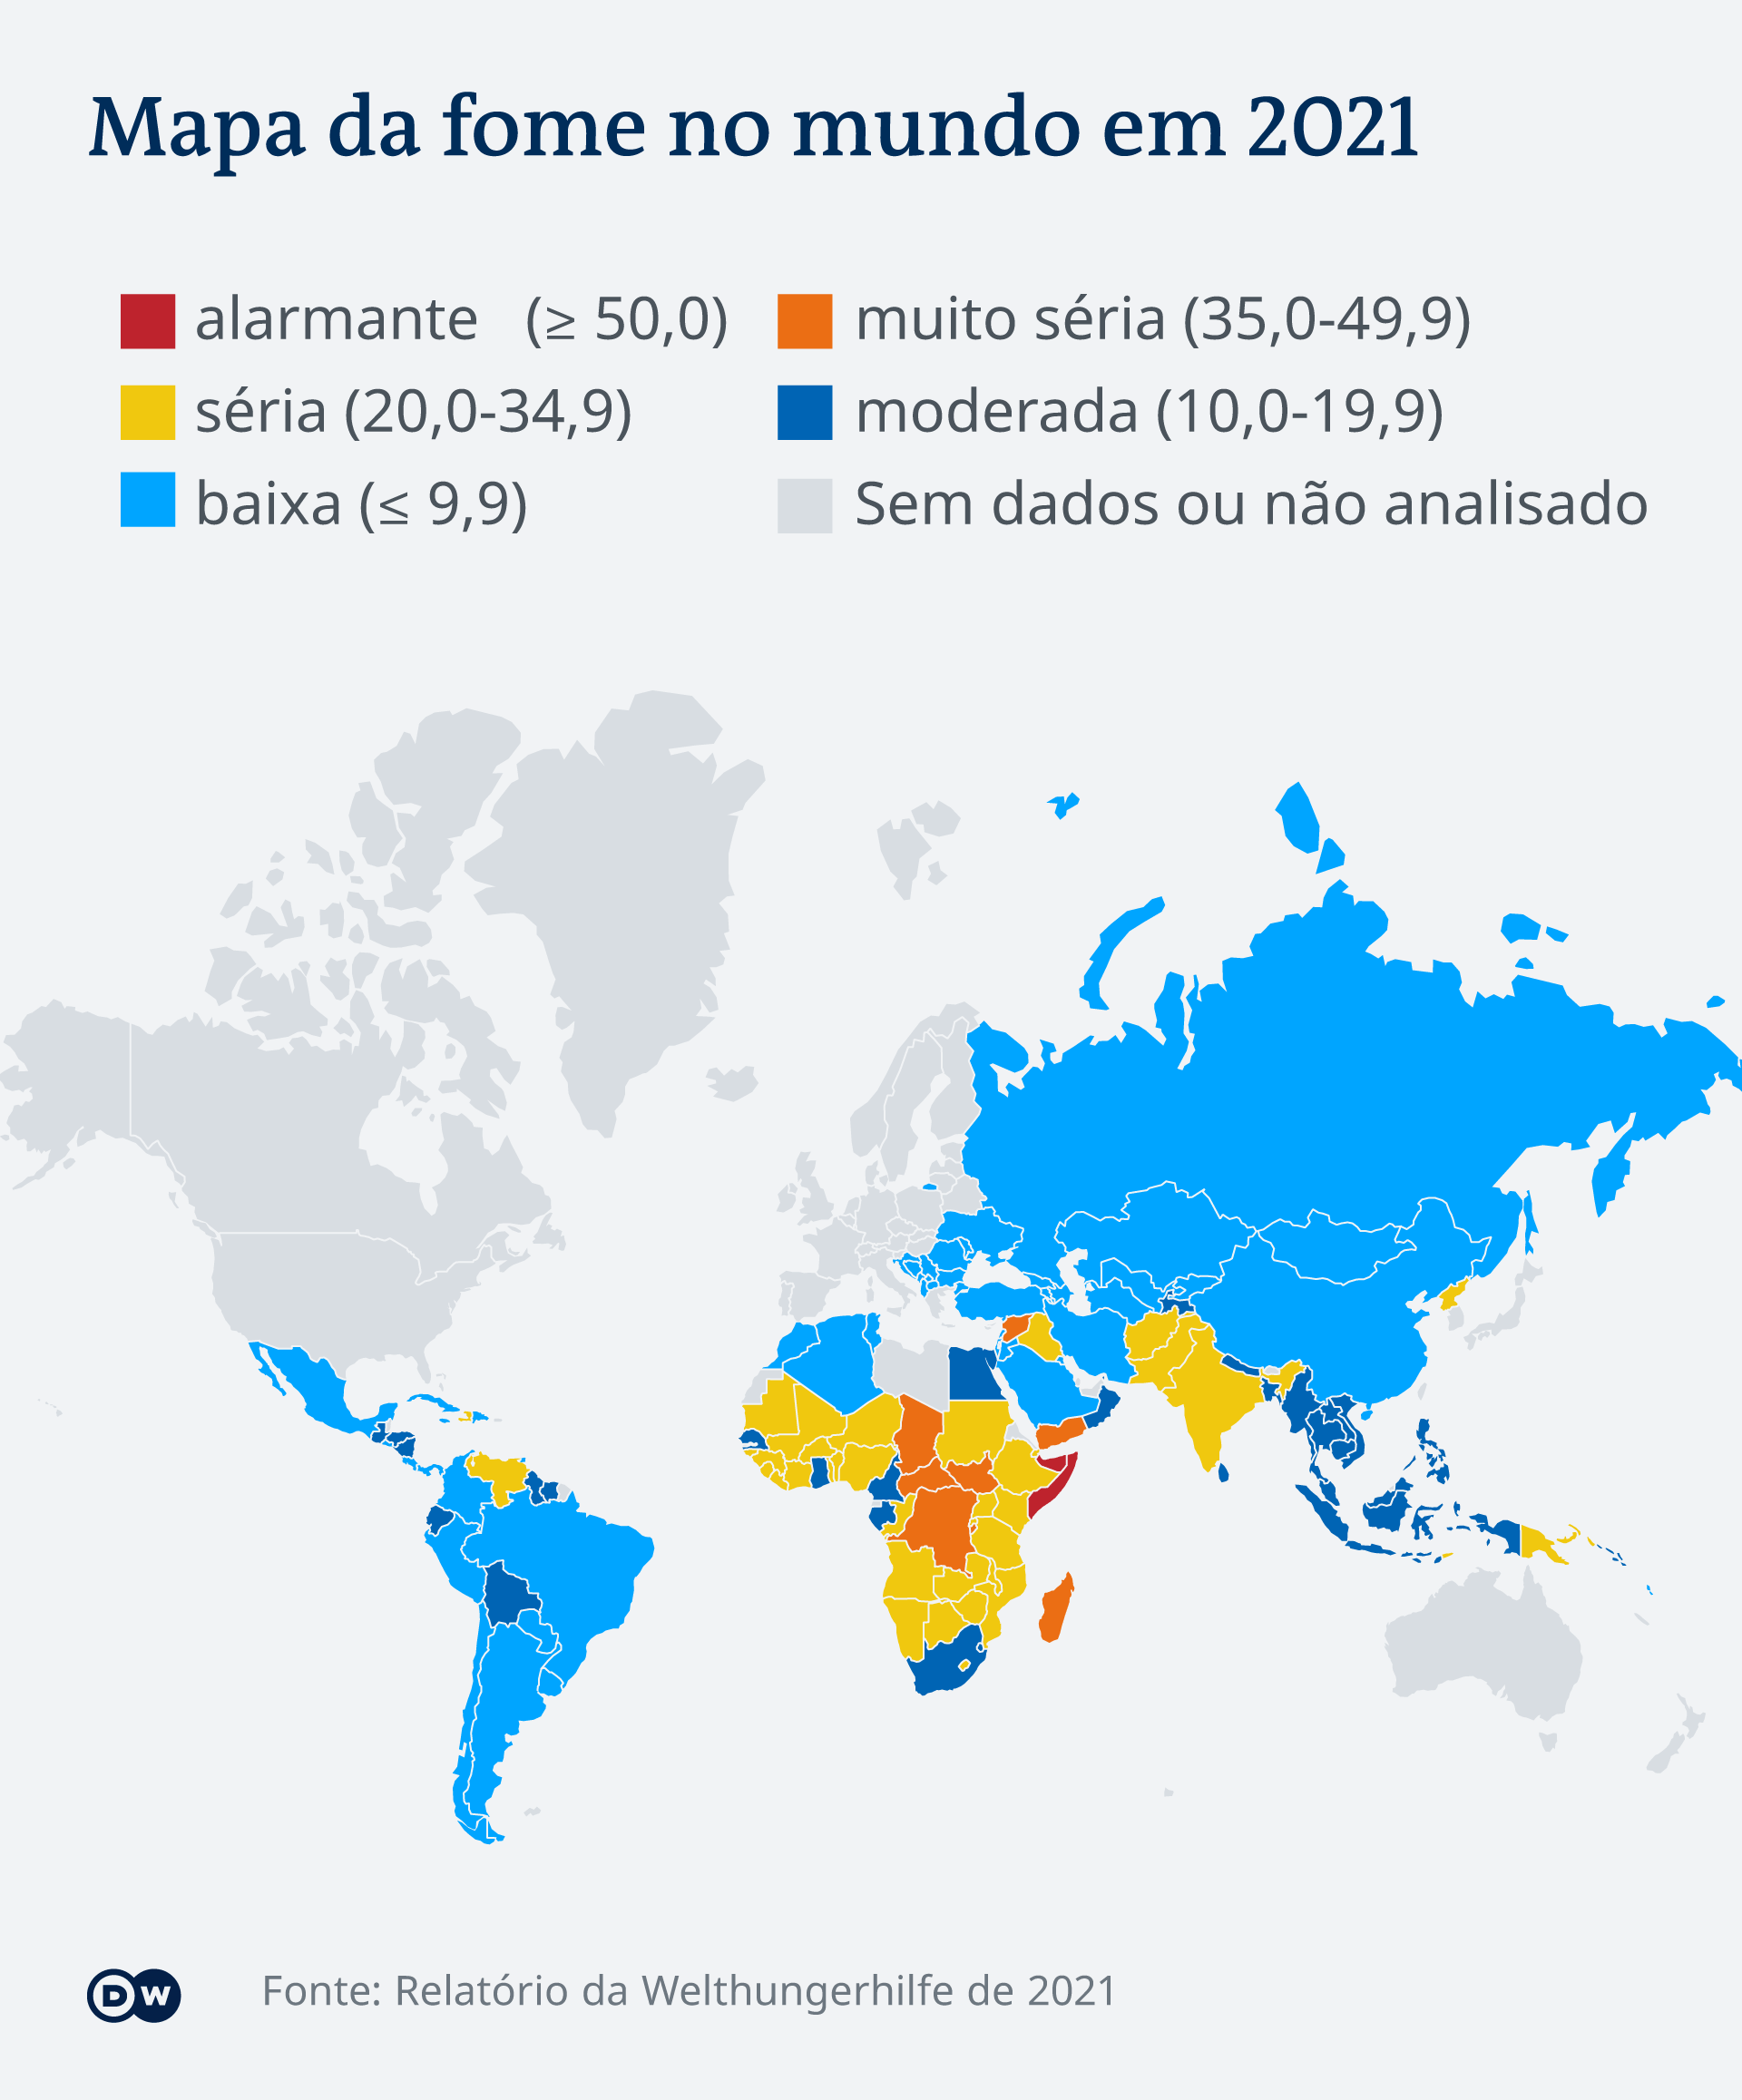 Mapa da fome no mundo em 2021
alarmante (≥ 50,0)
muito séria (35,0-49,9)
séria (20,0-34,9)
moderada (10,0-19,9)
baixa (≤ 9,9)
Sem dados ou não analisado
DW
Fonte: Relatório da Welthungerhilfe de 2021